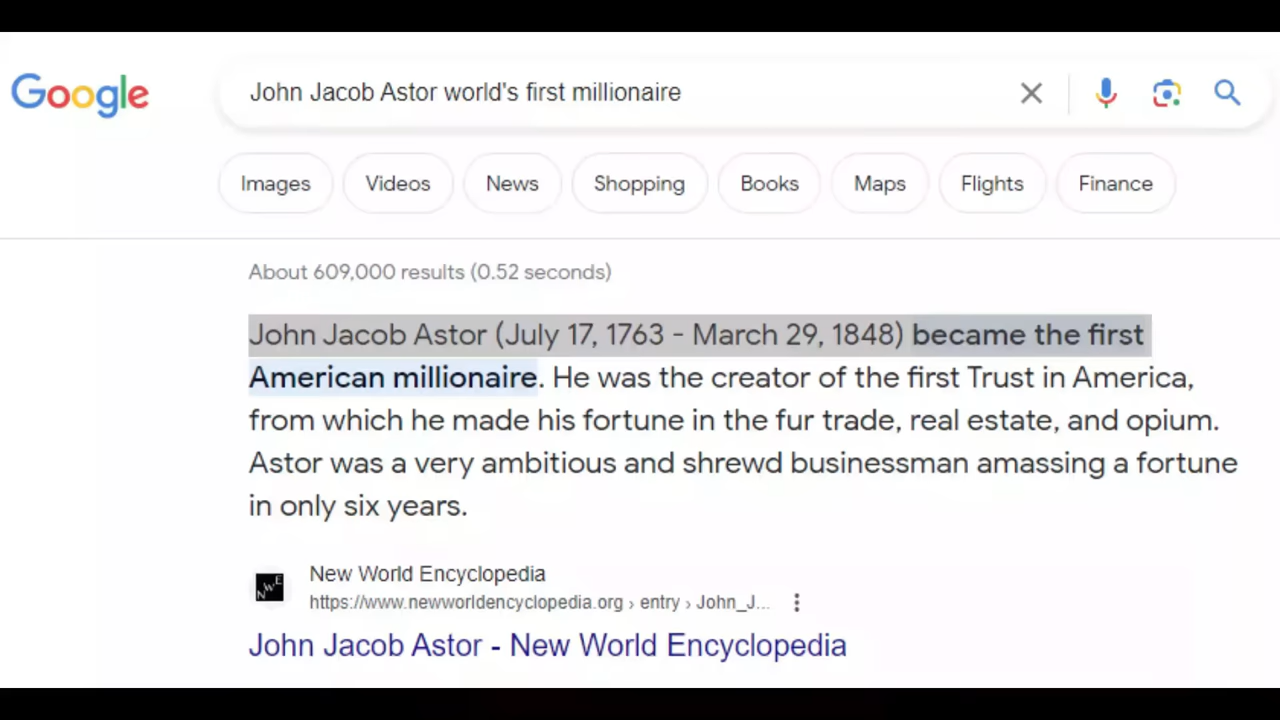 Google
John Jacob Astor world's first millionaire
Images Videos News Shopping Books Maps Flights Finance
About 609,000 results (0.52 seconds)
John Jacob Astor (July 17, 1763 - March 29, 1848) became the first
American millionaire. He was the creator of the first Trust in America,
from which he made his fortune in the fur trade, real estate, and opium.
Astor was a very ambitious and shrewd businessman amassing a fortune
in only six years.
NWE
New World Encyclopedia
https://www.newworldencyclopedia.org › entry › John_J...
John Jacob Astor - New World Encyclopedia